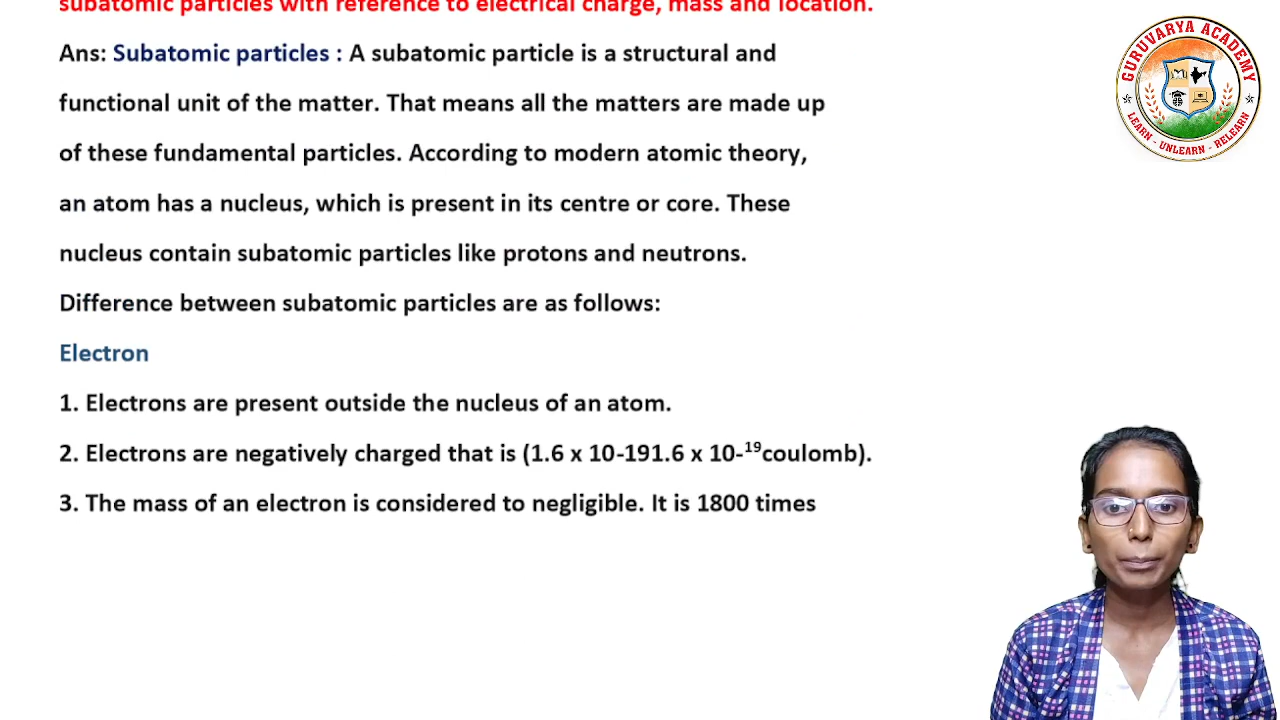 subatomic particles with reference to electrical charge, mass and location.
Ans: Subatomic particles : A subatomic particle is a structural and
functional unit of the matter. That means all the matters are made up
of these fundamental particles. According to modern atomic theory,
an atom has a nucleus, which is present in its centre or core. These
nucleus contain subatomic particles like protons and neutrons.
Difference between subatomic particles are as follows:
Electron
1. Electrons are present outside the nucleus of an atom.
2. Electrons are negatively charged that is (1.6 x 10-191.6 x 10-¹⁹coulomb).
3. The mass of an electron is considered to negligible. It is 1800 times
GURUVARYA ACADEMY
LEARN - UNLEARN - RELEARN